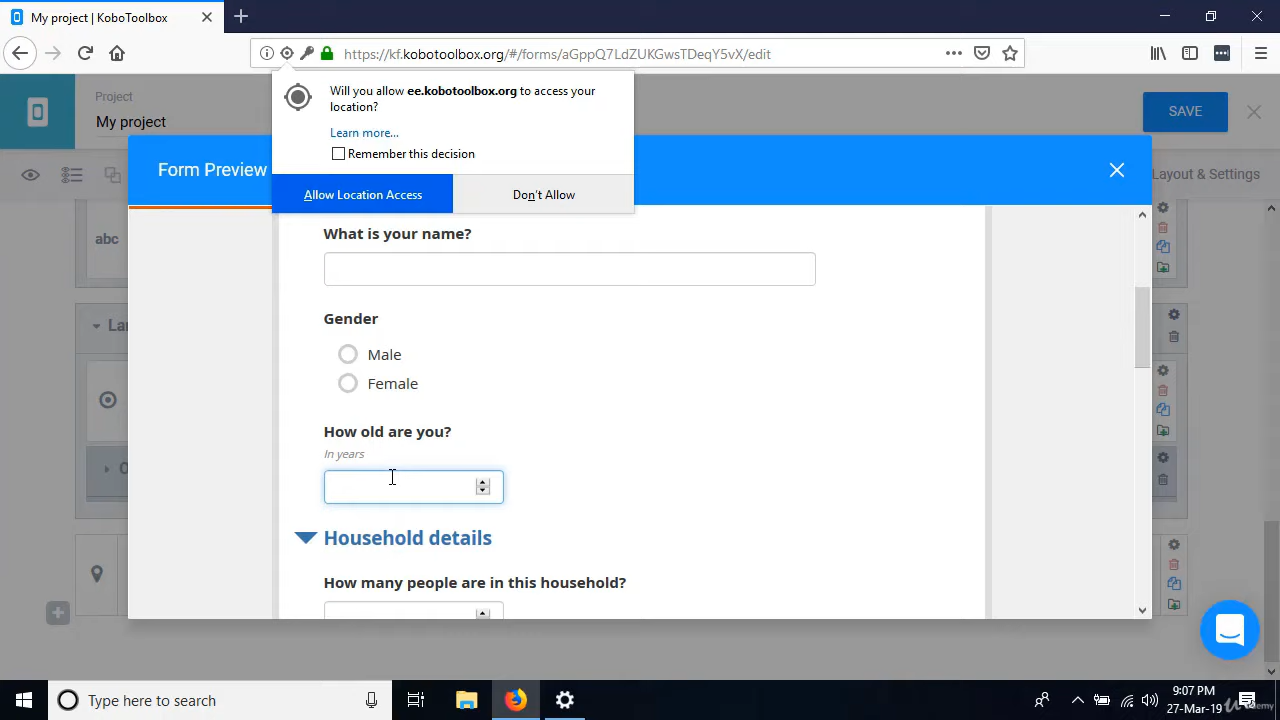 My project | KoboToolbox
https://kf.kobotoolbox.org/#/forms/aGppQ7LdZUKGwsTDeqY5vX/edit
Will you allow ee.kobotoolbox.org to access your
location?
Learn more...
Remember this decision
Allow Location Access
Don't Allow
Project
My project
SAVE
Form Preview
Layout & Settings
abc
What is your name?
Gender
Male
Female
How old are you?
In years
Household details
How many people are in this household?
Type here to search
9:07 PM
27-Mar-19
Udemy